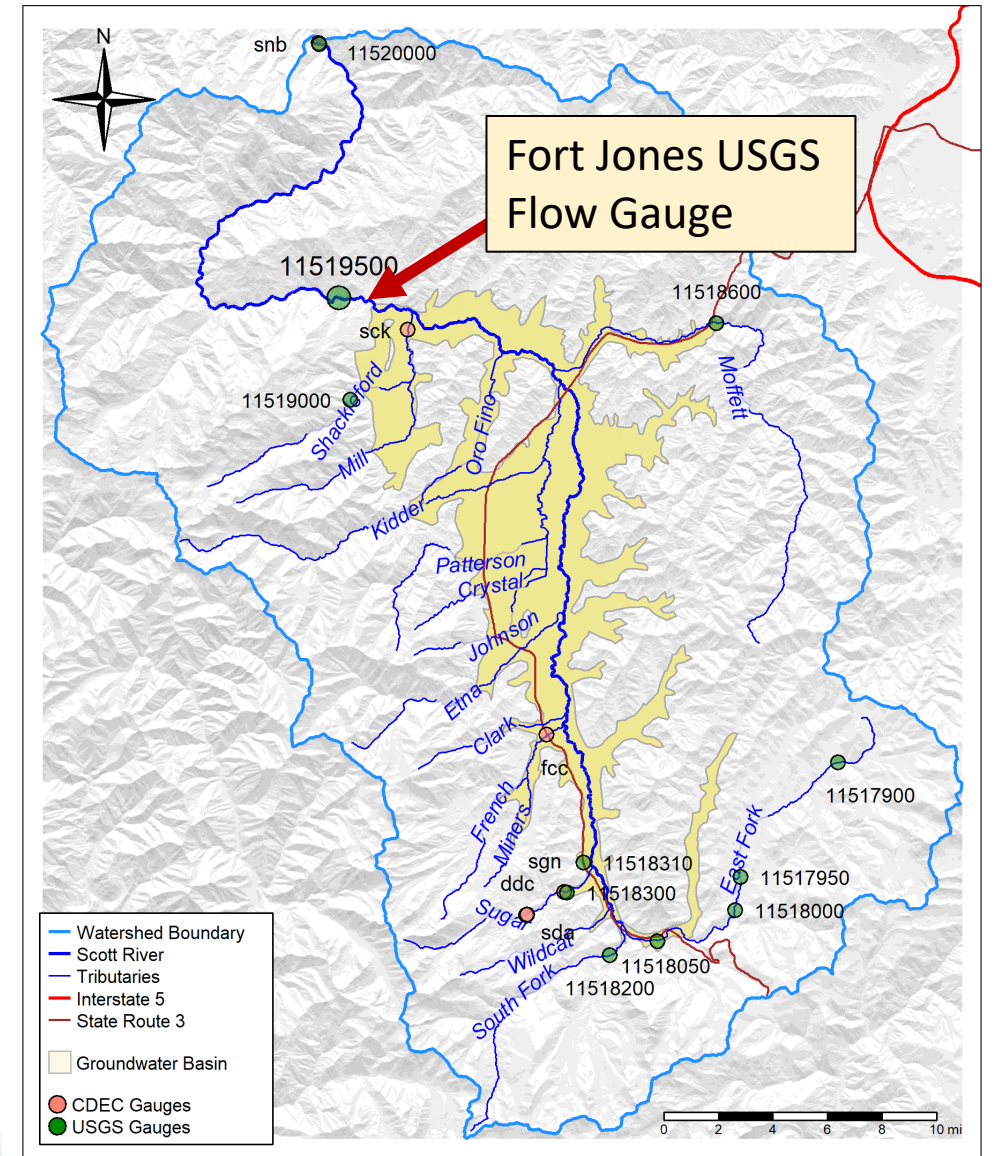 N
snb
11520000
Fort Jones USGS
Flow Gauge
11519500
11518600
sck
Moffett
11519000
Shackleford
Oro Fino
Mill
Kidder
Patterson
Crystal
Johnson
Etna
Clark
fcc
11517900
French
Miners
East Fork
sgn
11518310
11517950
ddc
11518300
11518000
Sugar
sda
Wildcat
11518050
11518200
South Fork
Watershed Boundary
Scott River
Tributaries
Interstate 5
State Route 3
Groundwater Basin
CDEC Gauges
USGS Gauges
0 2 4 6 8 10 mi